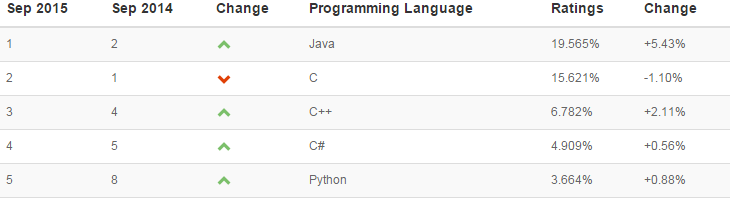 Sep 2015 Sep 2014 Change Programming Language Ratings Change
1 2 Java 19.565% +5.43%
2 1 C 15.621% -1.10%
3 4 C++ 6.782% +2.11%
4 5 C# 4.909% +0.56%
5 8 Python 3.664% +0.88%